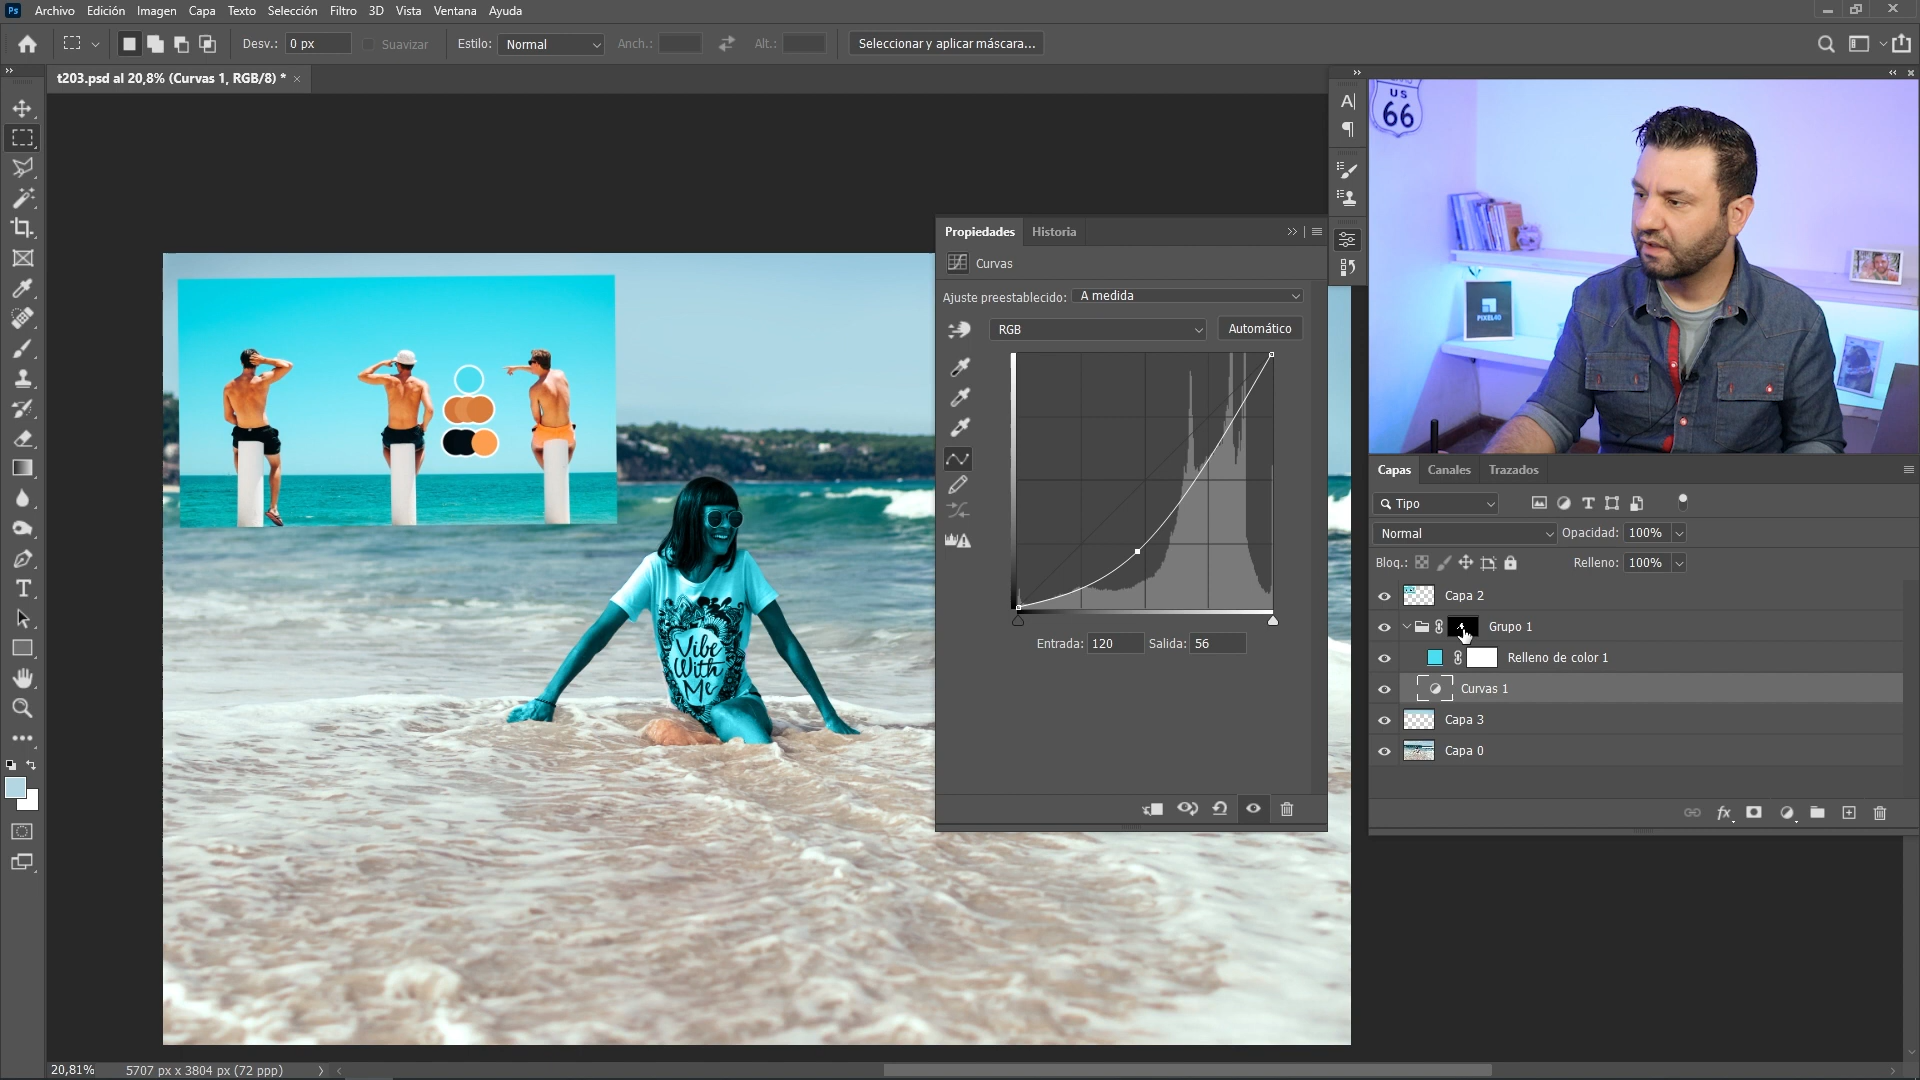 Ps Archivo Edición Imagen Capa Texto Selección Filtro 3D Vista Ventana Ayuda
Desv.: 0 px Suavizar Estilo: Normal Anch.: Alt.: Seleccionar y aplicar máscara...
t203.psd al 20,8% (Curvas 1, RGB/8) *
US
66
PIXEL40
Propiedades Historia
Curvas
Ajuste preestablecido: A medida
RGB Automático
Entrada: 120 Salida: 56
Vibe
With
Me
Capas Canales Trazados
Tipo
Normal Opacidad: 100%
Bloq.: Relleno: 100%
Capa 2
Grupo 1
Relleno de color 1
Curvas 1
Capa 3
Capa 0
fx
20,81% 5707 px x 3804 px (72 ppp)